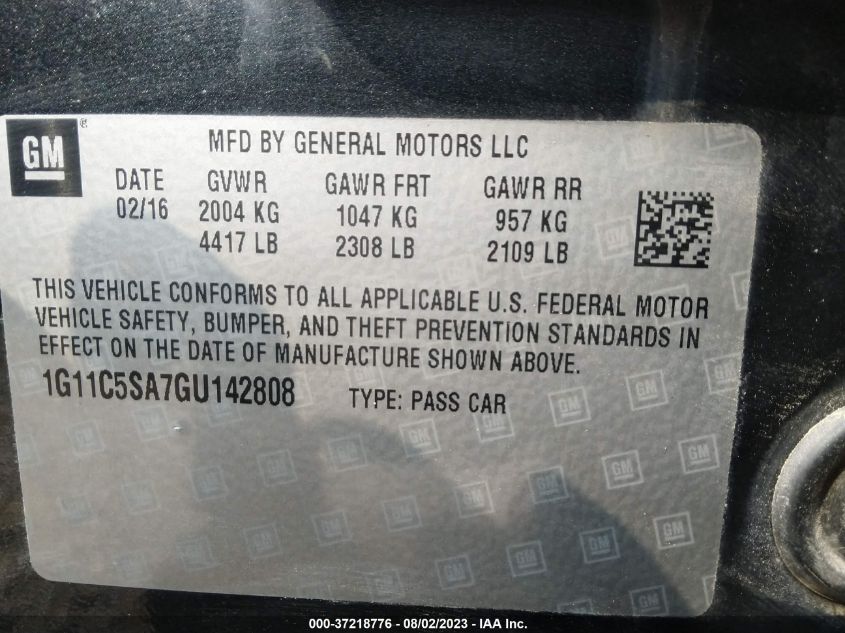 GM
MFD BY GENERAL MOTORS LLC
DATE GVWR GAWR FRT GAWR RR
02/16 2004 KG 1047 KG 957 KG
4417 LB 2308 LB 2109 LB
THIS VEHICLE CONFORMS TO ALL APPLICABLE U.S. FEDERAL MOTOR
VEHICLE SAFETY, BUMPER, AND THEFT PREVENTION STANDARDS IN
EFFECT ON THE DATE OF MANUFACTURE SHOWN ABOVE.
1G11C5SA7GU142808 TYPE: PASS CAR
000-37218776 - 08/02/2023 - IAA Inc.